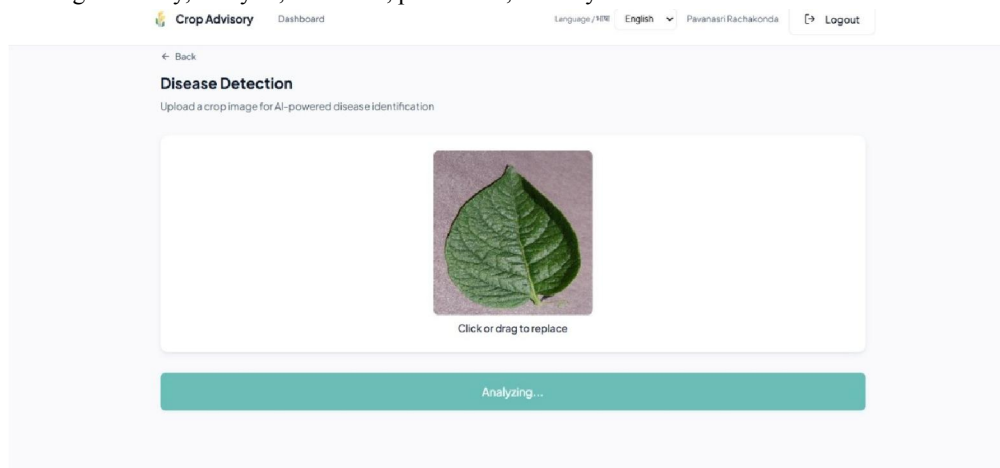 Crop Advisory Dashboard Language / भाषा English Pavanasri Rachakonda Logout
← Back
Disease Detection
Upload a crop image for AI-powered disease identification
Click or drag to replace
Analyzing...